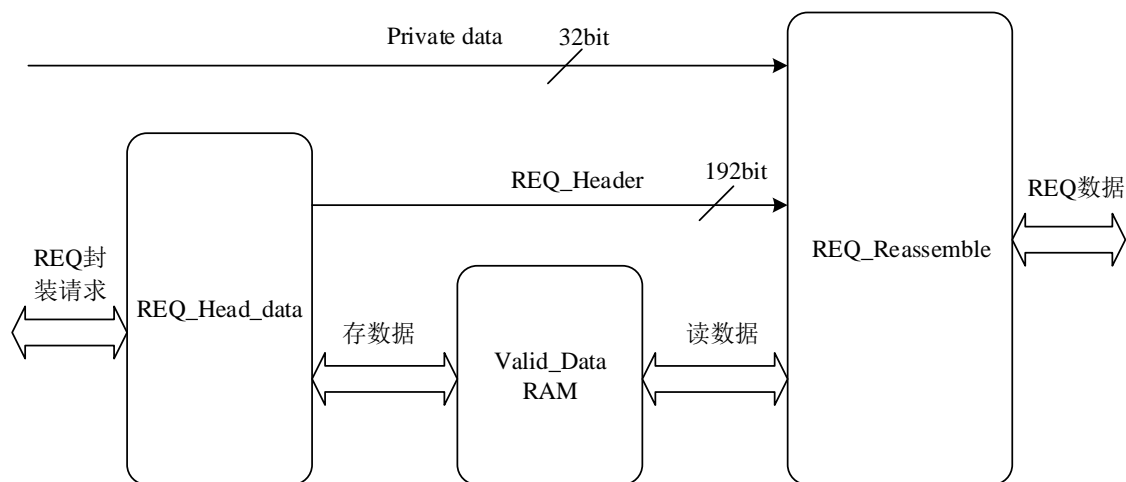 Private data
32bit
REQ_Header
192bit
REQ数据
REQ封
装请求
REQ_Head_data
REQ_Reassemble
存数据
Valid_Data
RAM
读数据